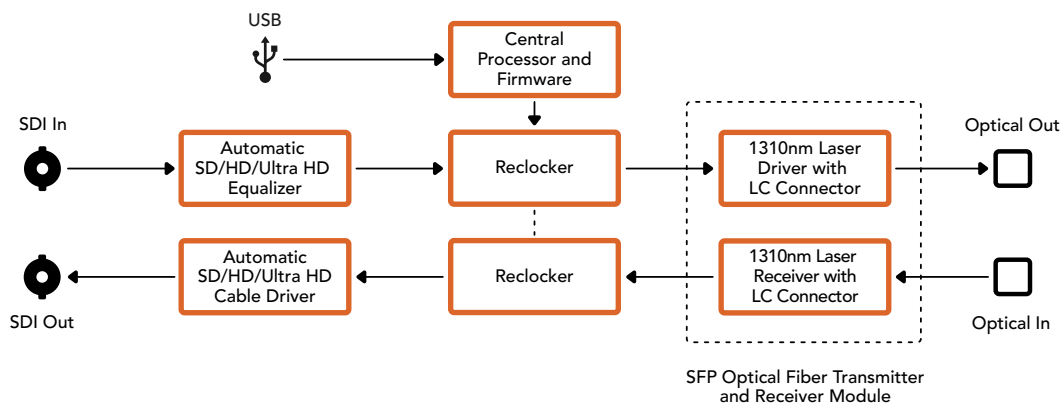 USB
Central
Processor and
Firmware
SDI In
Automatic
SD/HD/Ultra HD
Equalizer
Reclocker
1310nm Laser
Driver with
LC Connector
Optical Out
SDI Out
Automatic
SD/HD/Ultra HD
Cable Driver
Reclocker
1310nm Laser
Receiver with
LC Connector
Optical In
SFP Optical Fiber Transmitter
and Receiver Module